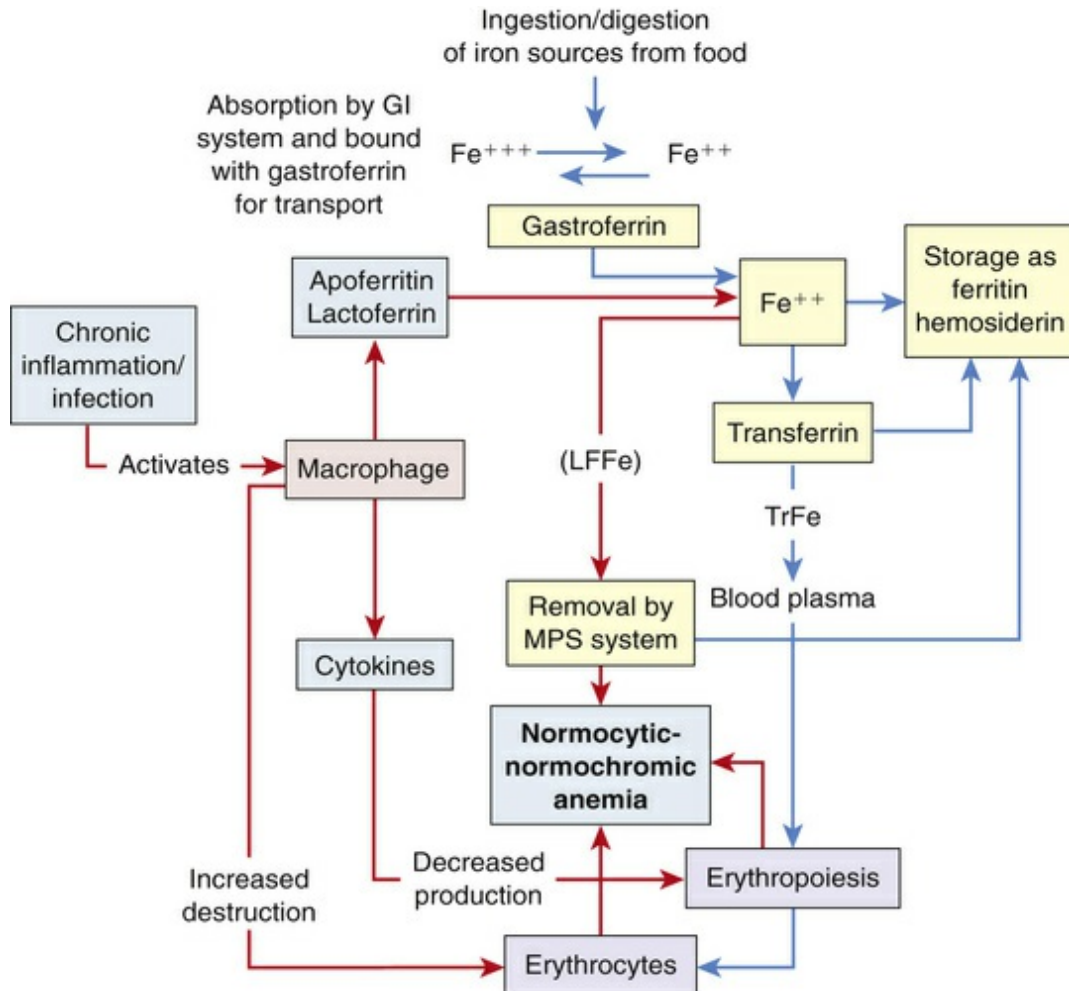 Ingestion/digestion
of iron sources from food
Absorption by GI
system and bound
with gastroferrin
for transport
Fe+++
Fe++
Gastroferrin
Apoferritin
Lactoferrin
Fe++
Storage as
ferritin
hemosiderin
Chronic
inflammation/
infection
Transferrin
Activates
Macrophage
(LFFe)
TrFe
Removal by
MPS system
Blood plasma
Cytokines
Normocytic-
normochromic
anemia
Increased
destruction
Decreased
production
Erythropoiesis
Erythrocytes